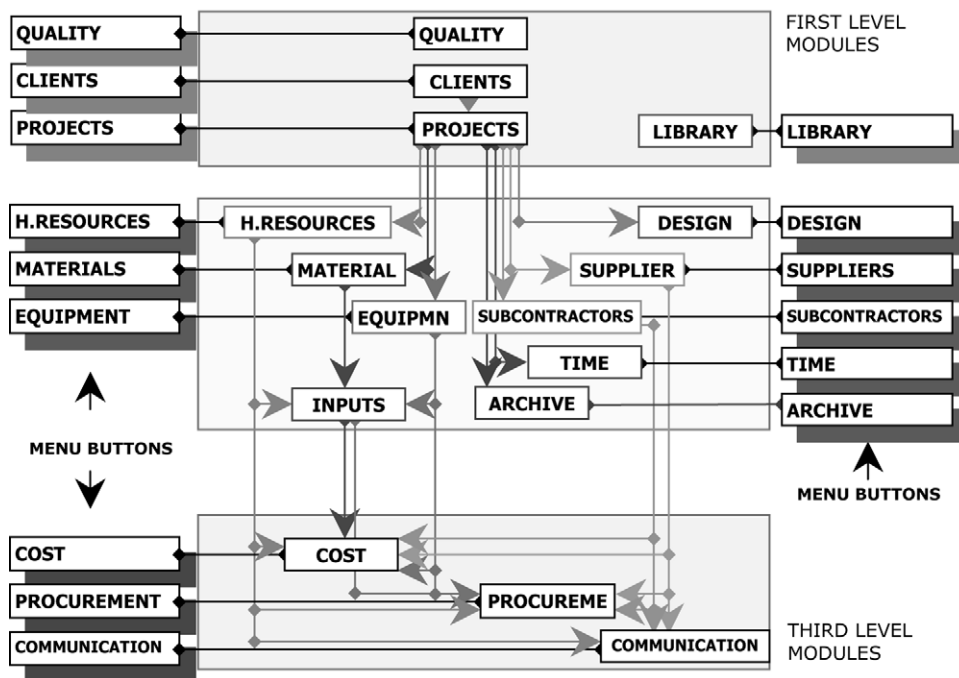 QUALITY
QUALITY
FIRST LEVEL
MODULES
CLIENTS
CLIENTS
PROJECTS
PROJECTS
LIBRARY
LIBRARY
H.RESOURCES
H.RESOURCES
DESIGN
DESIGN
MATERIALS
MATERIAL
SUPPLIER
SUPPLIERS
EQUIPMENT
EQUIPMN
SUBCONTRACTORS
SUBCONTRACTORS
TIME
TIME
INPUTS
ARCHIVE
ARCHIVE
MENU BUTTONS
MENU BUTTONS
COST
COST
PROCUREMENT
PROCUREME
COMMUNICATION
COMMUNICATION
THIRD LEVEL
MODULES